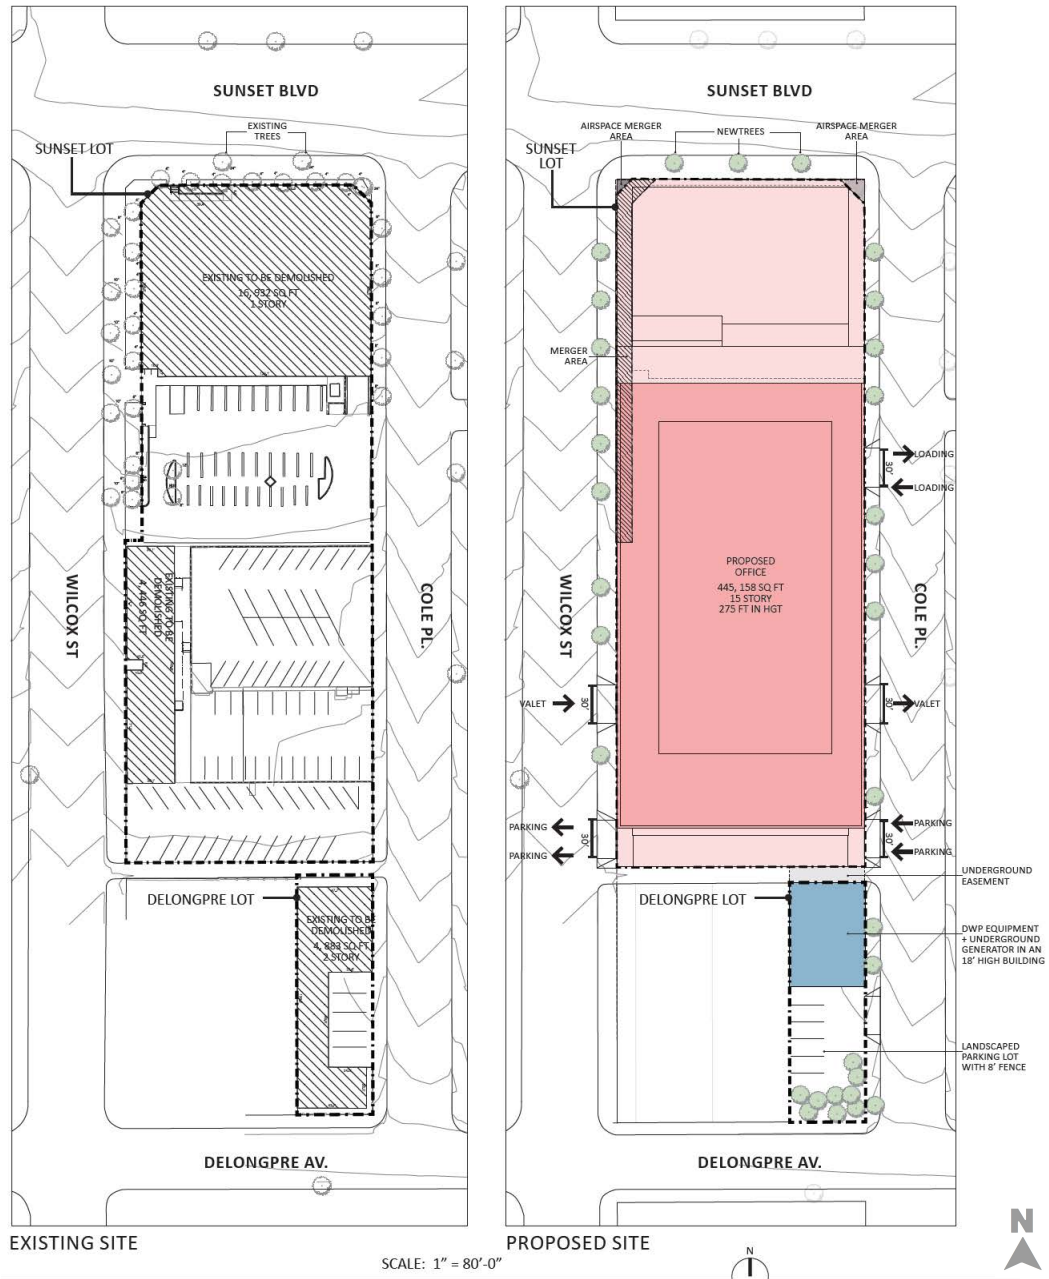 SUNSET BLVD
EXISTING
TREES
SUNSET LOT
EXISTING TO BE DEMOLISHED
16, 932 SQ FT
1 STORY
WILCOX ST
EXISTING TO BE
DEMOLISHED
4, 446 SQ FT
COLE PL.
DELONGPRE LOT
EXISTING TO BE
DEMOLISHED
4, 883 SQ FT
2 STORY
DELONGPRE AV.
EXISTING SITE
SUNSET BLVD
AIRSPACE MERGER
AREA
NEWTREES
AIRSPACE MERGER
AREA
SUNSET
LOT
MERGER
AREA
LOADING
30'
LOADING
PROPOSED
OFFICE
445, 158 SQ FT
15 STORY
275 FT IN HGT
WILCOX ST
COLE PL.
VALET
30'
30'
VALET
PARKING
30'
PARKING
PARKING
30'
PARKING
UNDERGROUND
EASEMENT
DELONGPRE LOT
DWP EQUIPMENT
+ UNDERGROUND
GENERATOR IN AN
18' HIGH BUILDING
LANDSCAPED
PARKING LOT
WITH 8' FENCE
DELONGPRE AV.
PROPOSED SITE
SCALE: 1" = 80'-0"
N
N